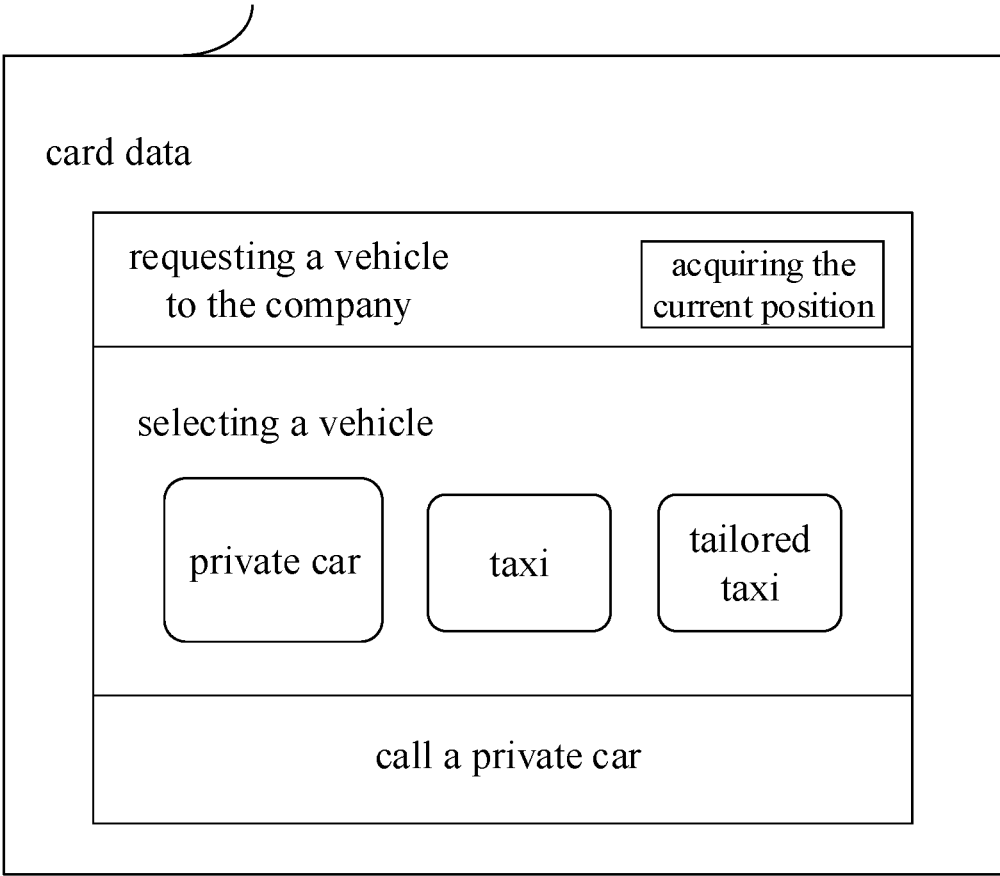 card data
requesting a vehicle
to the company
acquiring the
current position
selecting a vehicle
private car
taxi
tailored
taxi
call a private car